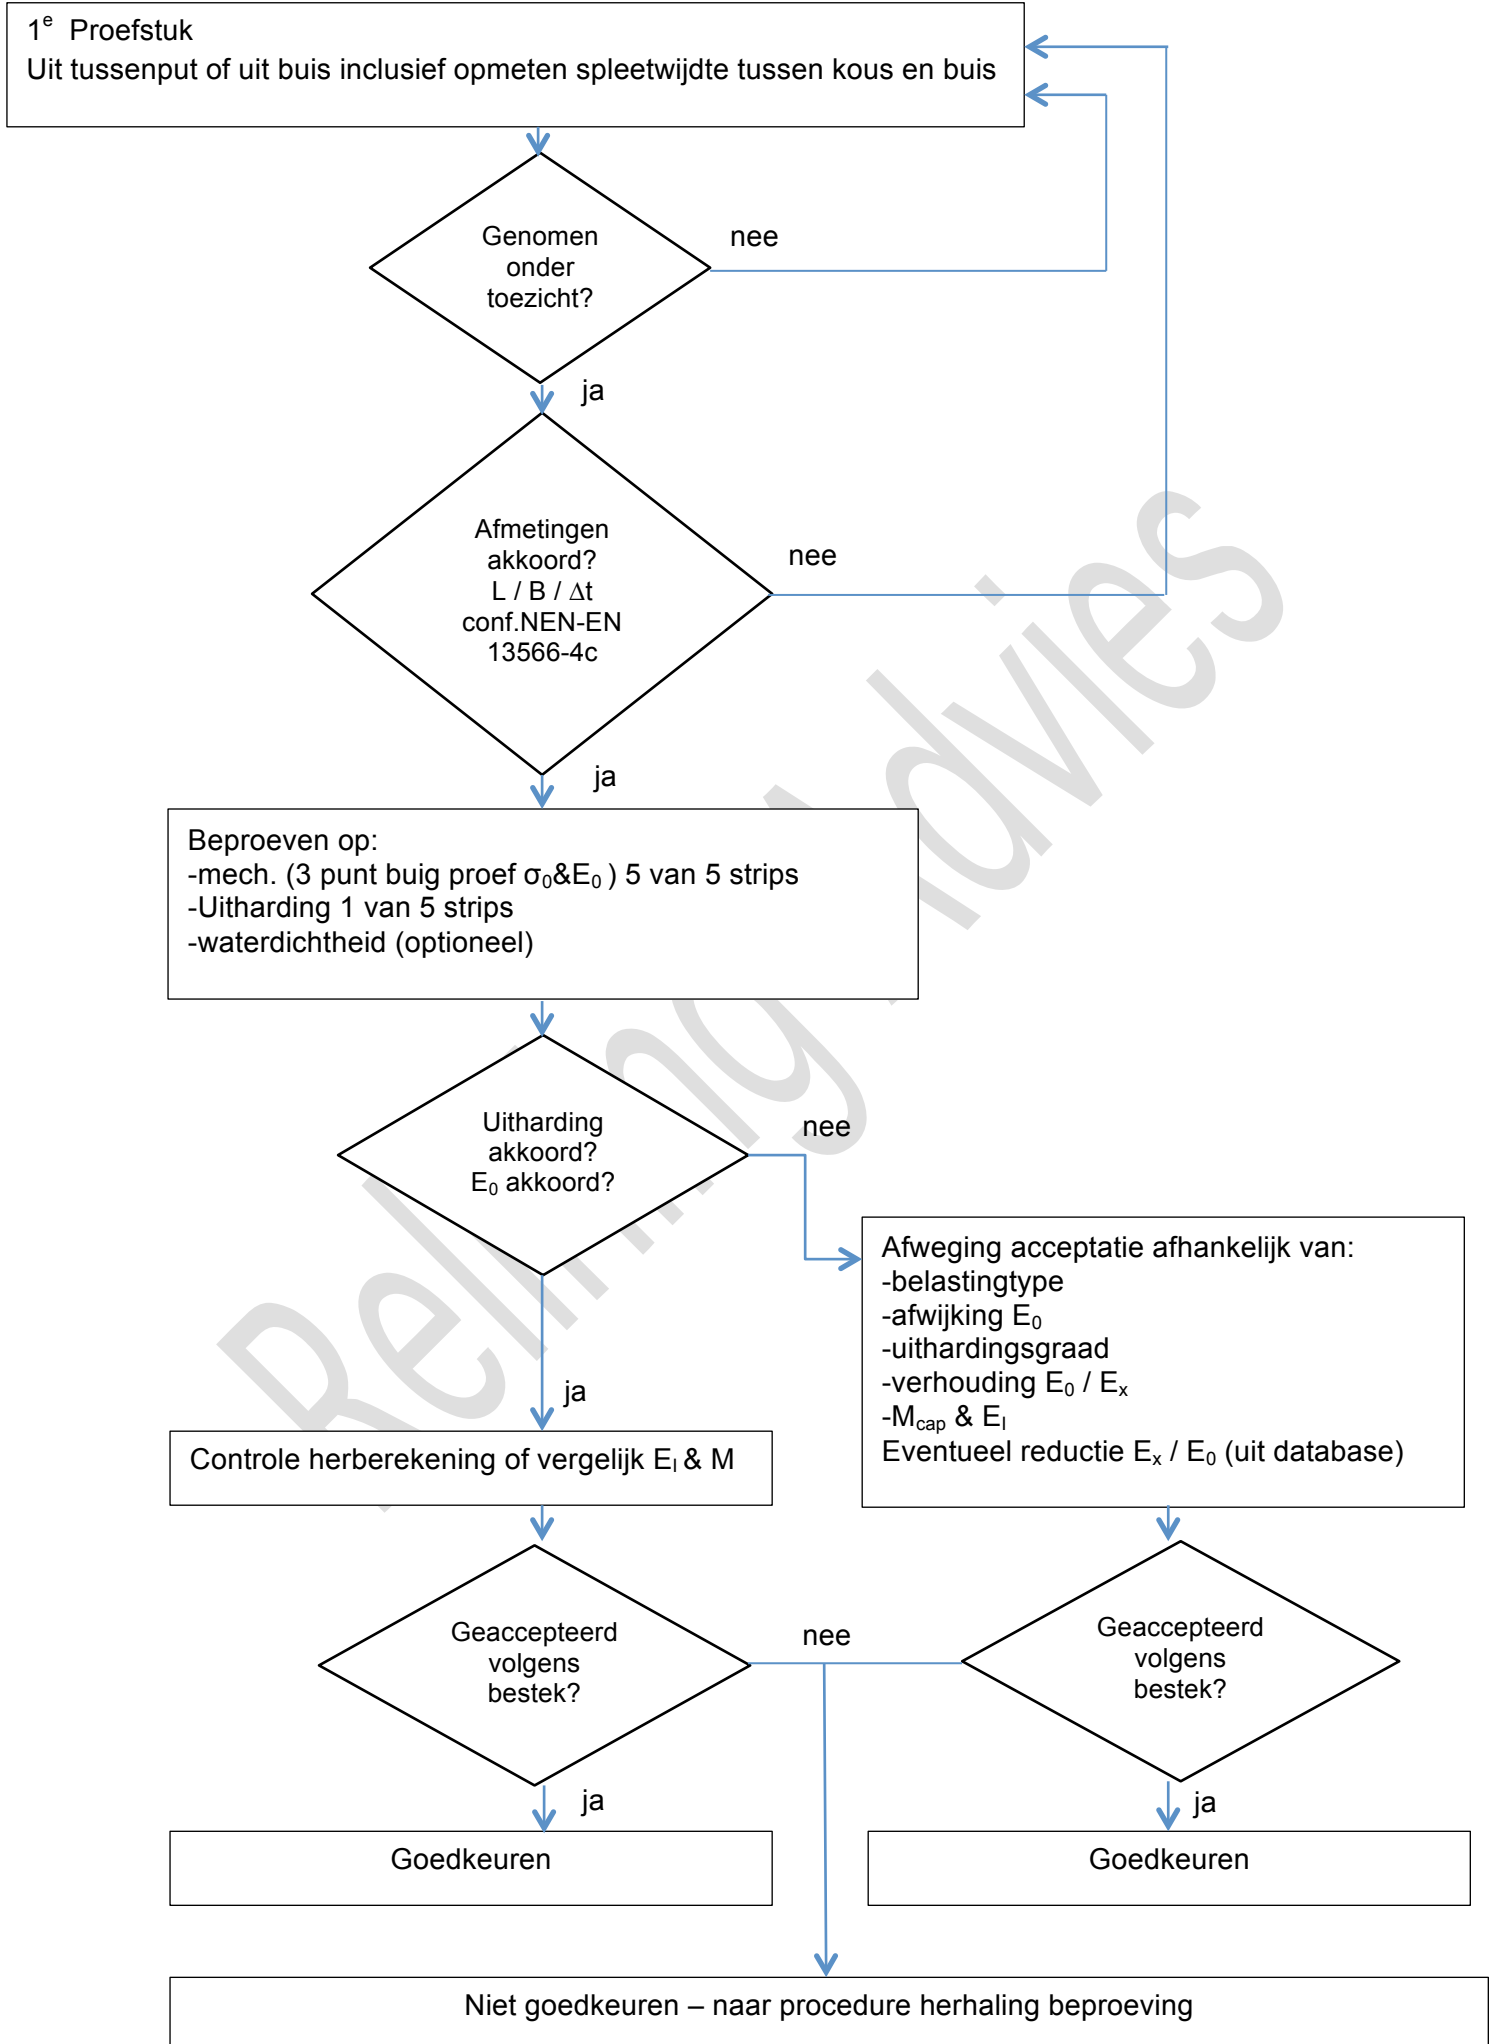 1e Proefstuk
Uit tussenput of uit buis inclusief opmeten spleetwijdte tussen kous en buis
Genomen
onder
toezicht?
nee
ja
Afmetingen
akkoord?
L / B / Δt
conf.NEN-EN
13566-4c
nee
ja
Beproeven op:
-mech. (3 punt buig proef σ0&E0 ) 5 van 5 strips
-Uitharding 1 van 5 strips
-waterdichtheid (optioneel)
Uitharding
akkoord?
E0 akkoord?
nee
ja
Afweging acceptatie afhankelijk van:
-belastingtype
-afwijking E0
-uithardingsgraad
-verhouding E0 / Ex
-Mcap & El
Eventueel reductie Ex / E0 (uit database)
Controle herberekening of vergelijk El & M
Geaccepteerd
volgens
bestek?
nee
Geaccepteerd
volgens
bestek?
ja
ja
Goedkeuren
Goedkeuren
Niet goedkeuren – naar procedure herhaling beproeving
Relining Advies